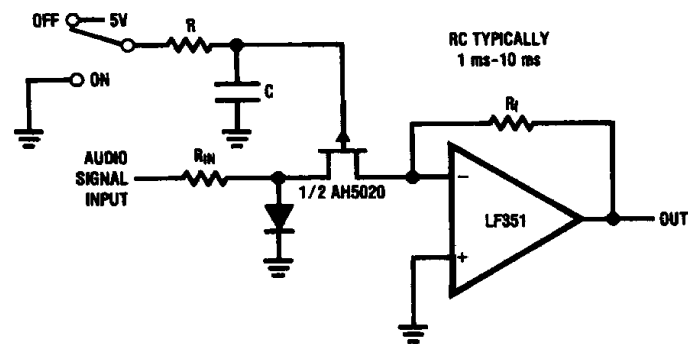 OFF
5V
R
ON
C
RC TYPICALLY
1 ms-10 ms
Rf
AUDIO
SIGNAL
INPUT
RIN
1/2 AH5020
−
LF351
+
OUT